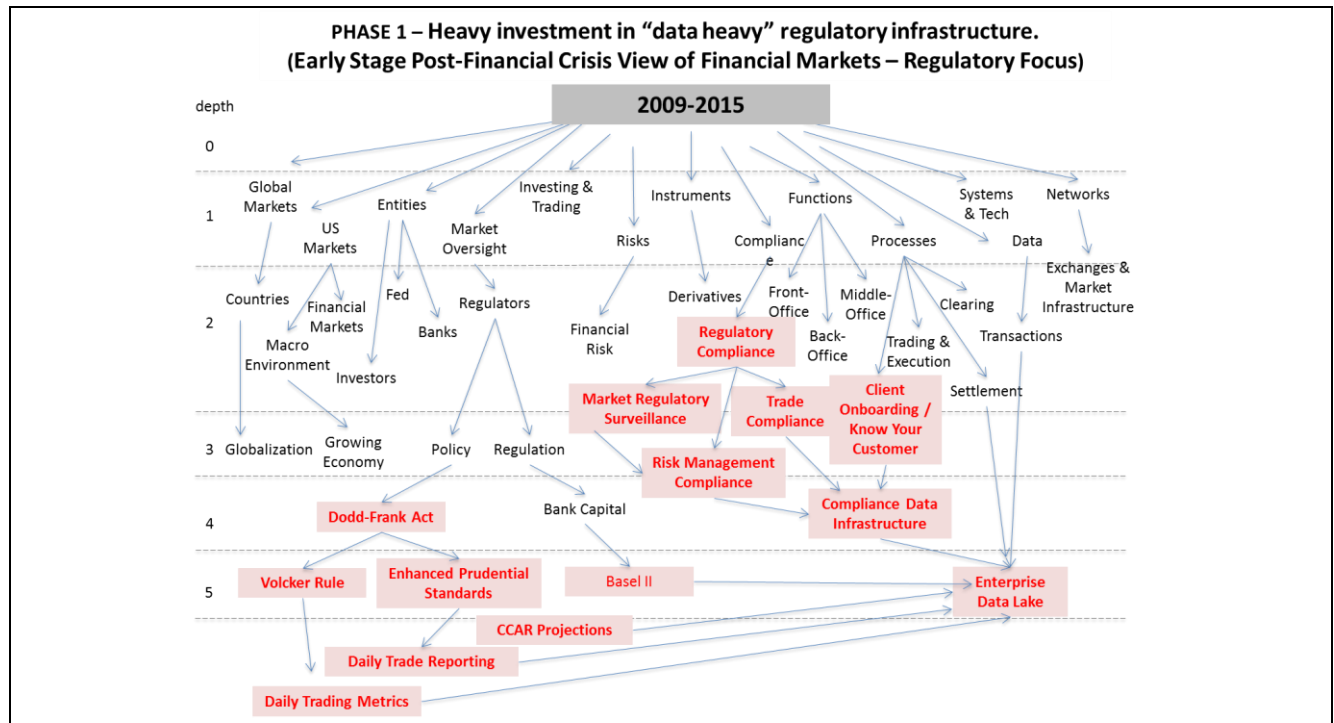 PHASE 1 – Heavy investment in “data heavy” regulatory infrastructure.
(Early Stage Post-Financial Crisis View of Financial Markets – Regulatory Focus)
depth
2009-2015
0
1
Global
Markets
US
Markets
Entities
Market
Oversight
Investing &
Trading
Risks
Instruments
Complianc
e
Functions
Processes
Systems
& Tech
Data
Networks
2
Countries
Macro
Environment
Financial
Markets
Investors
Fed
Banks
Regulators
Financial
Risk
Derivatives
Regulatory
Compliance
Front-
Office
Back-
Office
Middle-
Office
Trading &
Execution
Clearing
Settlement
Transactions
Exchanges &
Market
Infrastructure
Market Regulatory
Surveillance
Trade
Compliance
Client
Onboarding /
Know Your
Customer
3
Globalization
Growing
Economy
Policy
Regulation
Risk Management
Compliance
4
Dodd-Frank Act
Bank Capital
Compliance Data
Infrastructure
5
Volcker Rule
Enhanced Prudential
Standards
Basel II
Enterprise
Data Lake
CCAR Projections
Daily Trade Reporting
Daily Trading Metrics